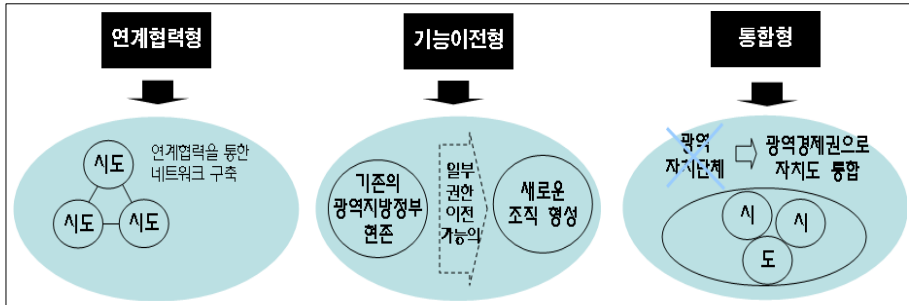 연계협력형
시도
시도
시도
연계협력을 통한
네트워크 구축
기능이전형
기존의
광역지방정부
현존
일부
권한
이전
가능의
새로운
조직 형성
통합형
광역
자치단체
광역경제권으로
자치도 통합
시
시
도